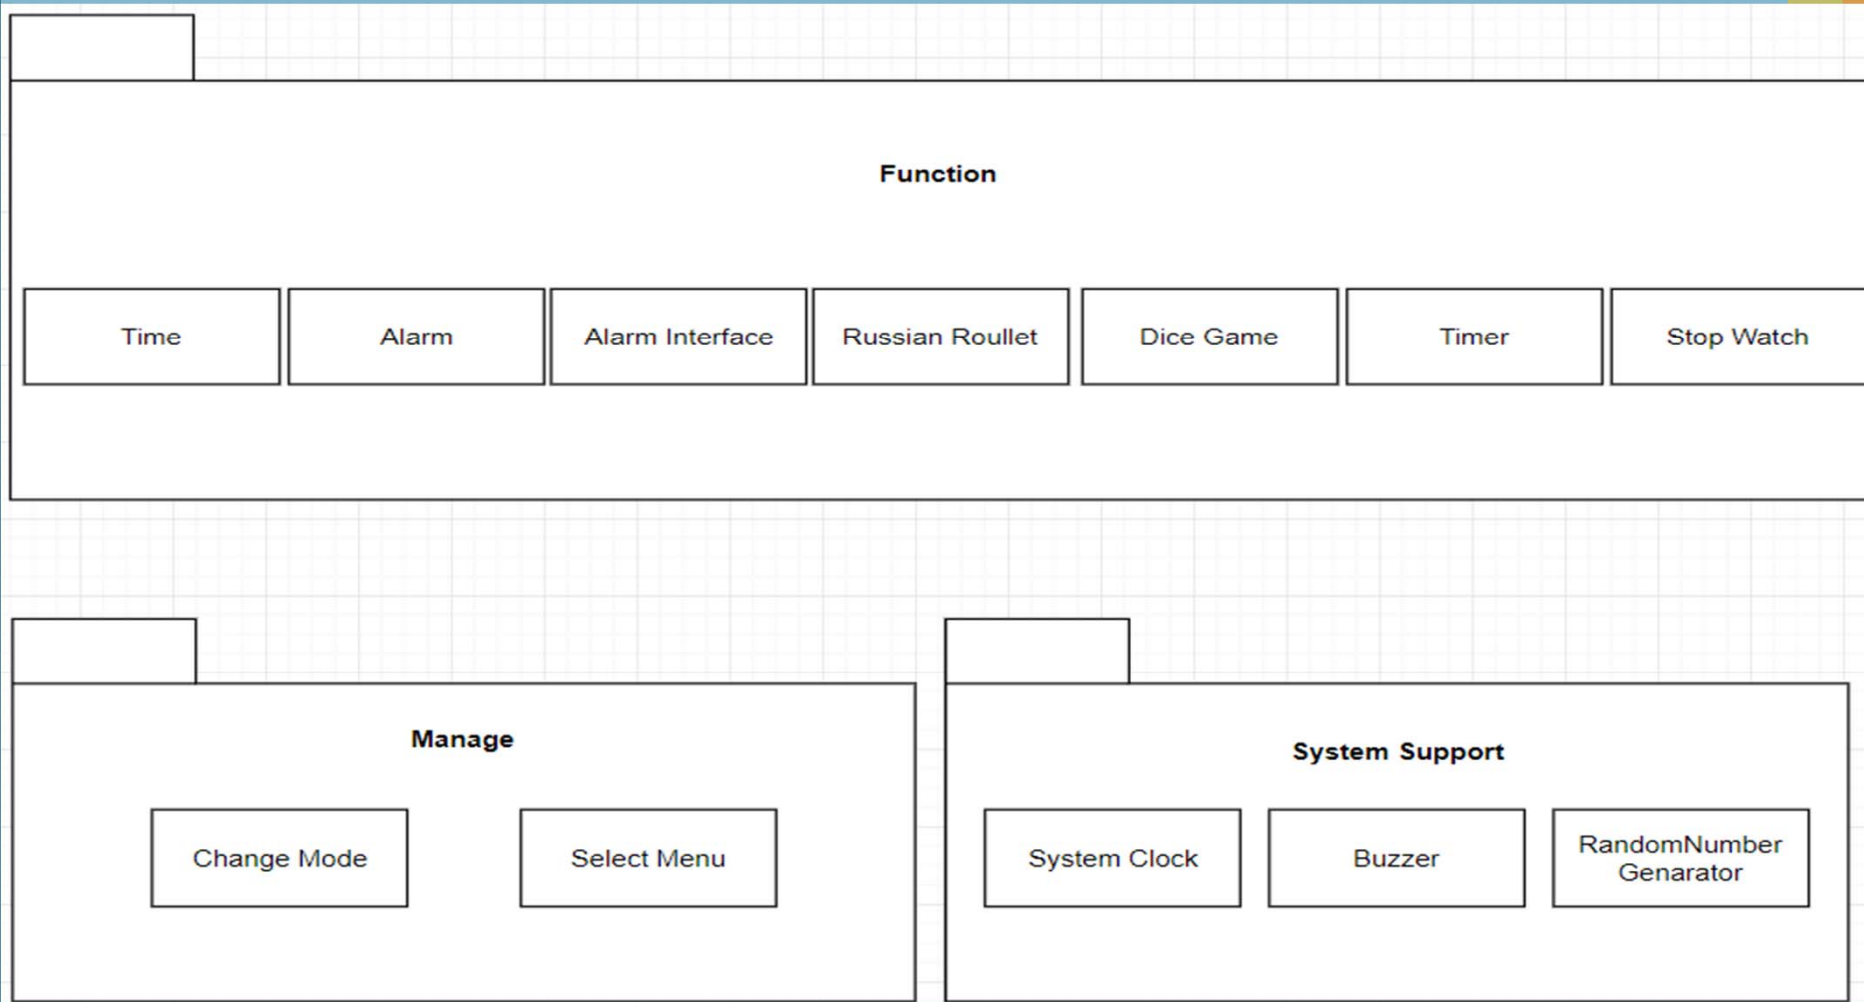 Function
Time
Alarm
Alarm Interface
Russian Roullet
Dice Game
Timer
Stop Watch
Manage
Change Mode
Select Menu
System Support
System Clock
Buzzer
RandomNumber
Genarator